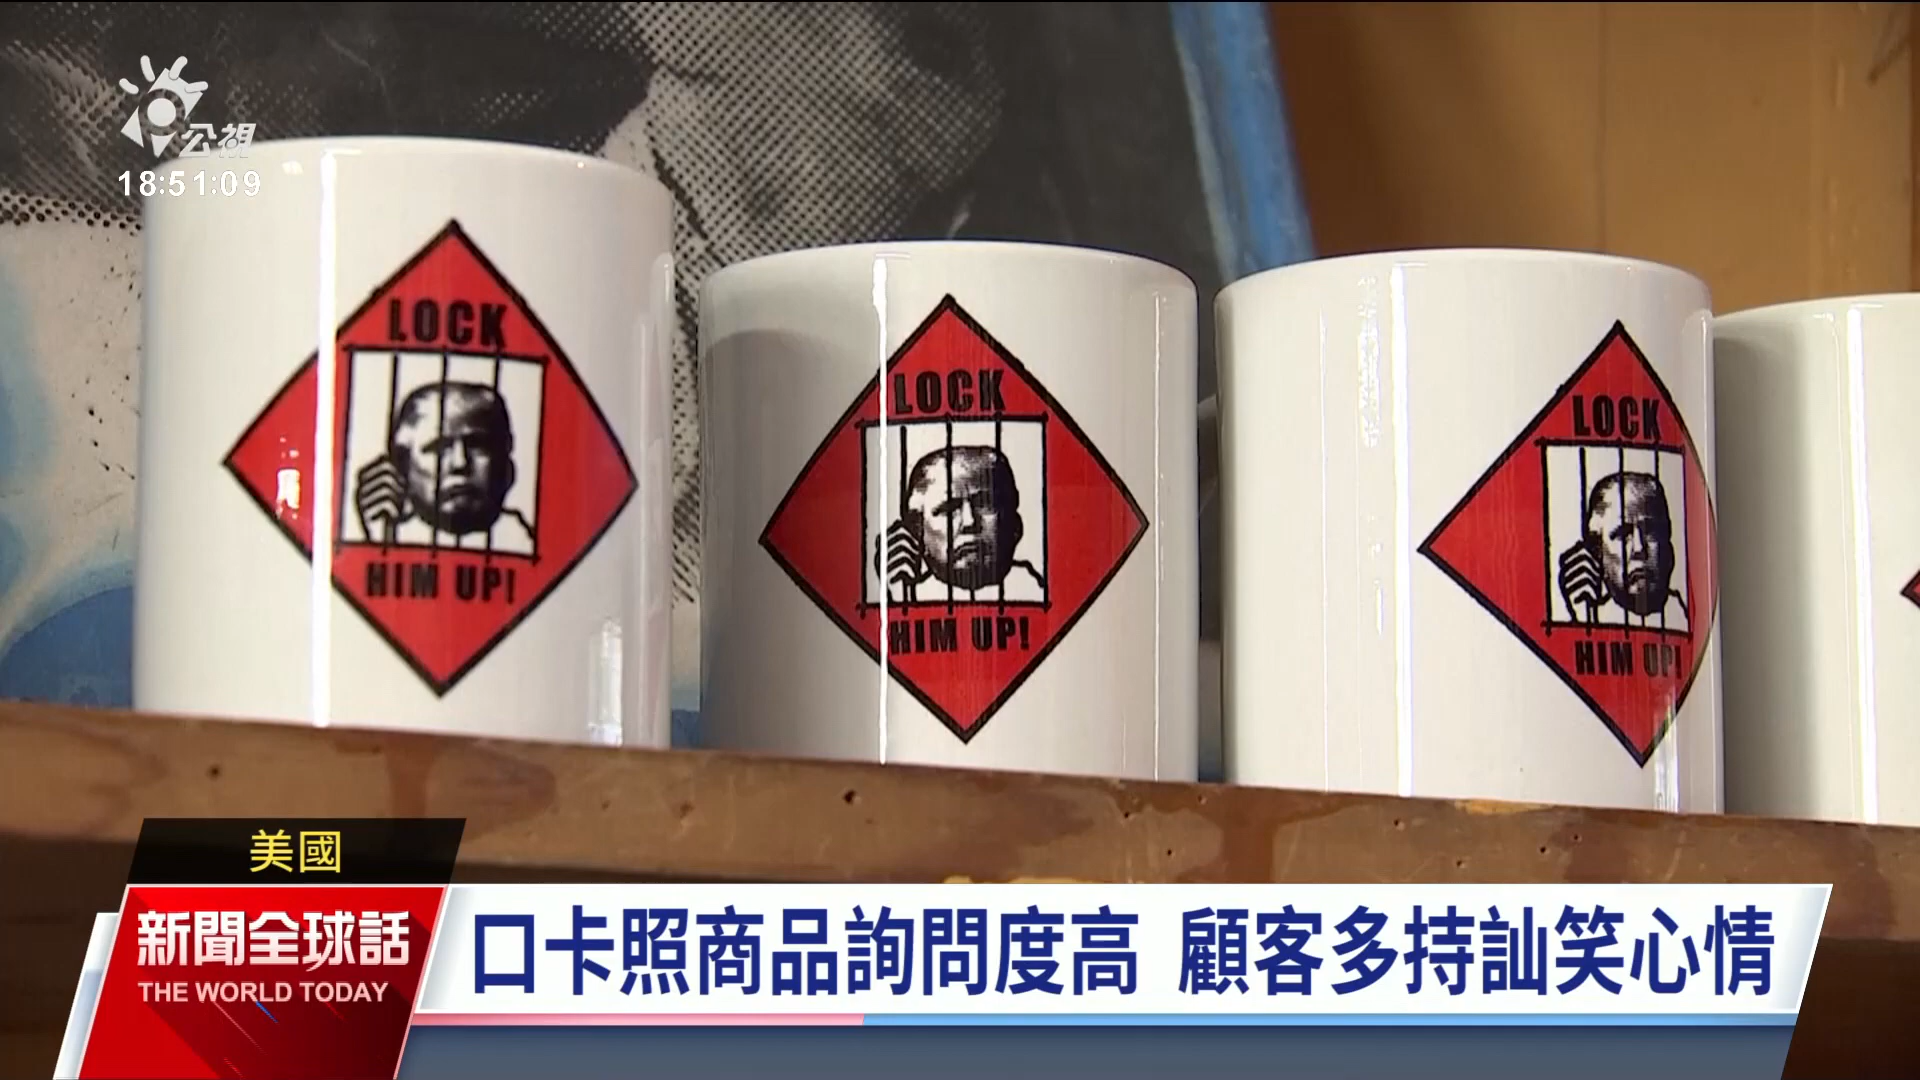 公視
18:51:09
LOCK
HIM UP!
LOCK
HIM UP!
LOCK
HIM UP!
美國
新聞全球話
THE WORLD TODAY
口卡照商品詢問度高 顧客多持訕笑心情